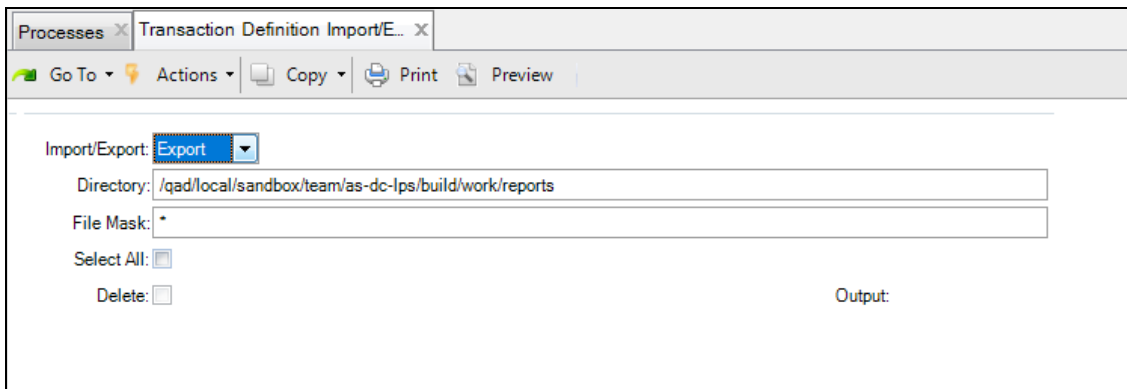 Processes Transaction Definition Import/E...
Go To Actions Copy Print Preview
Import/Export: Export
Directory: /qad/local/sandbox/team/as-dc-lps/build/work/reports
File Mask: *
Select All:
Delete: Output: